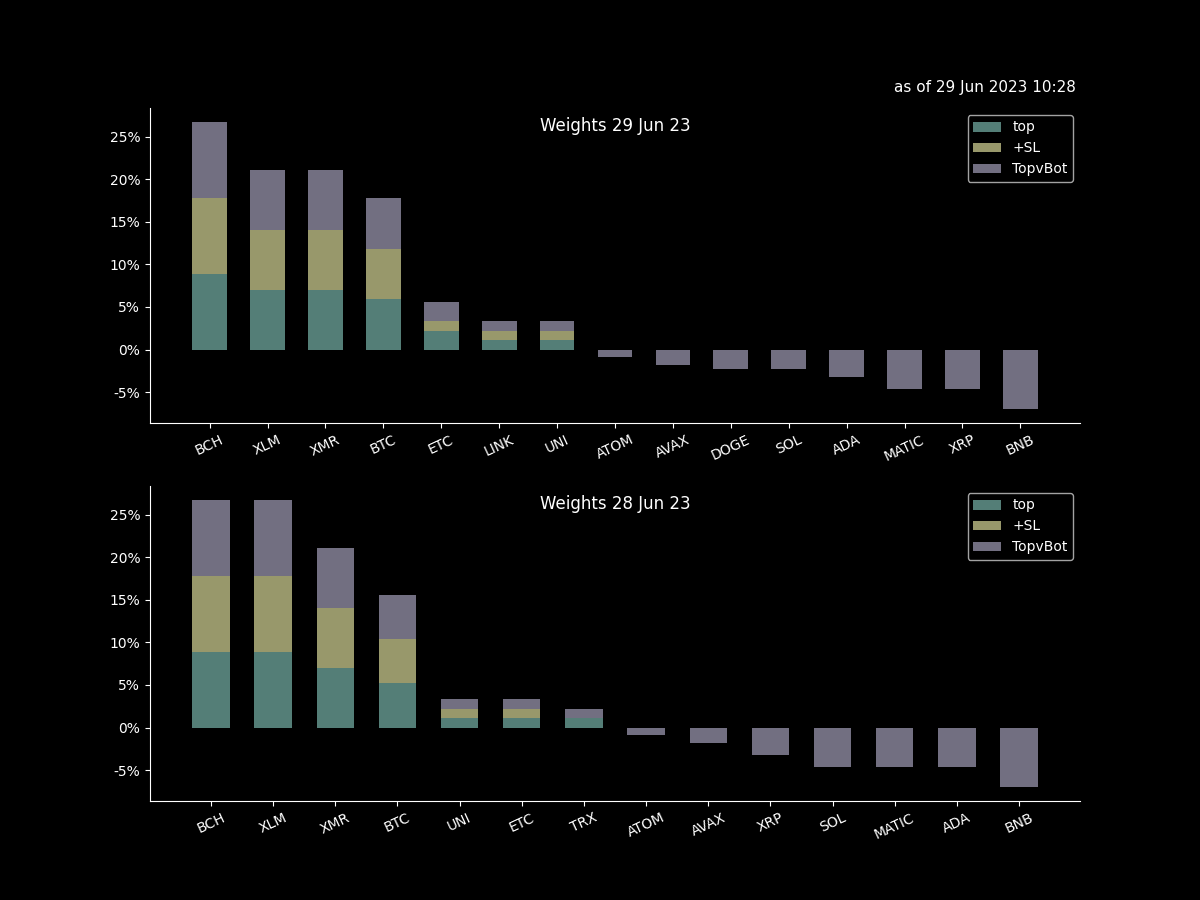 as of 29 Jun 2023 10:28
Weights 29 Jun 23
top
+SL
TopvBot
25%
20%
15%
10%
5%
0%
-5%
BCH XLM XMR BTC ETC LINK UNI ATOM AVAX DOGE SOL ADA MATIC XRP BNB
Weights 28 Jun 23
top
+SL
TopvBot
25%
20%
15%
10%
5%
0%
-5%
BCH XLM XMR BTC UNI ETC TRX ATOM AVAX XRP SOL MATIC ADA BNB